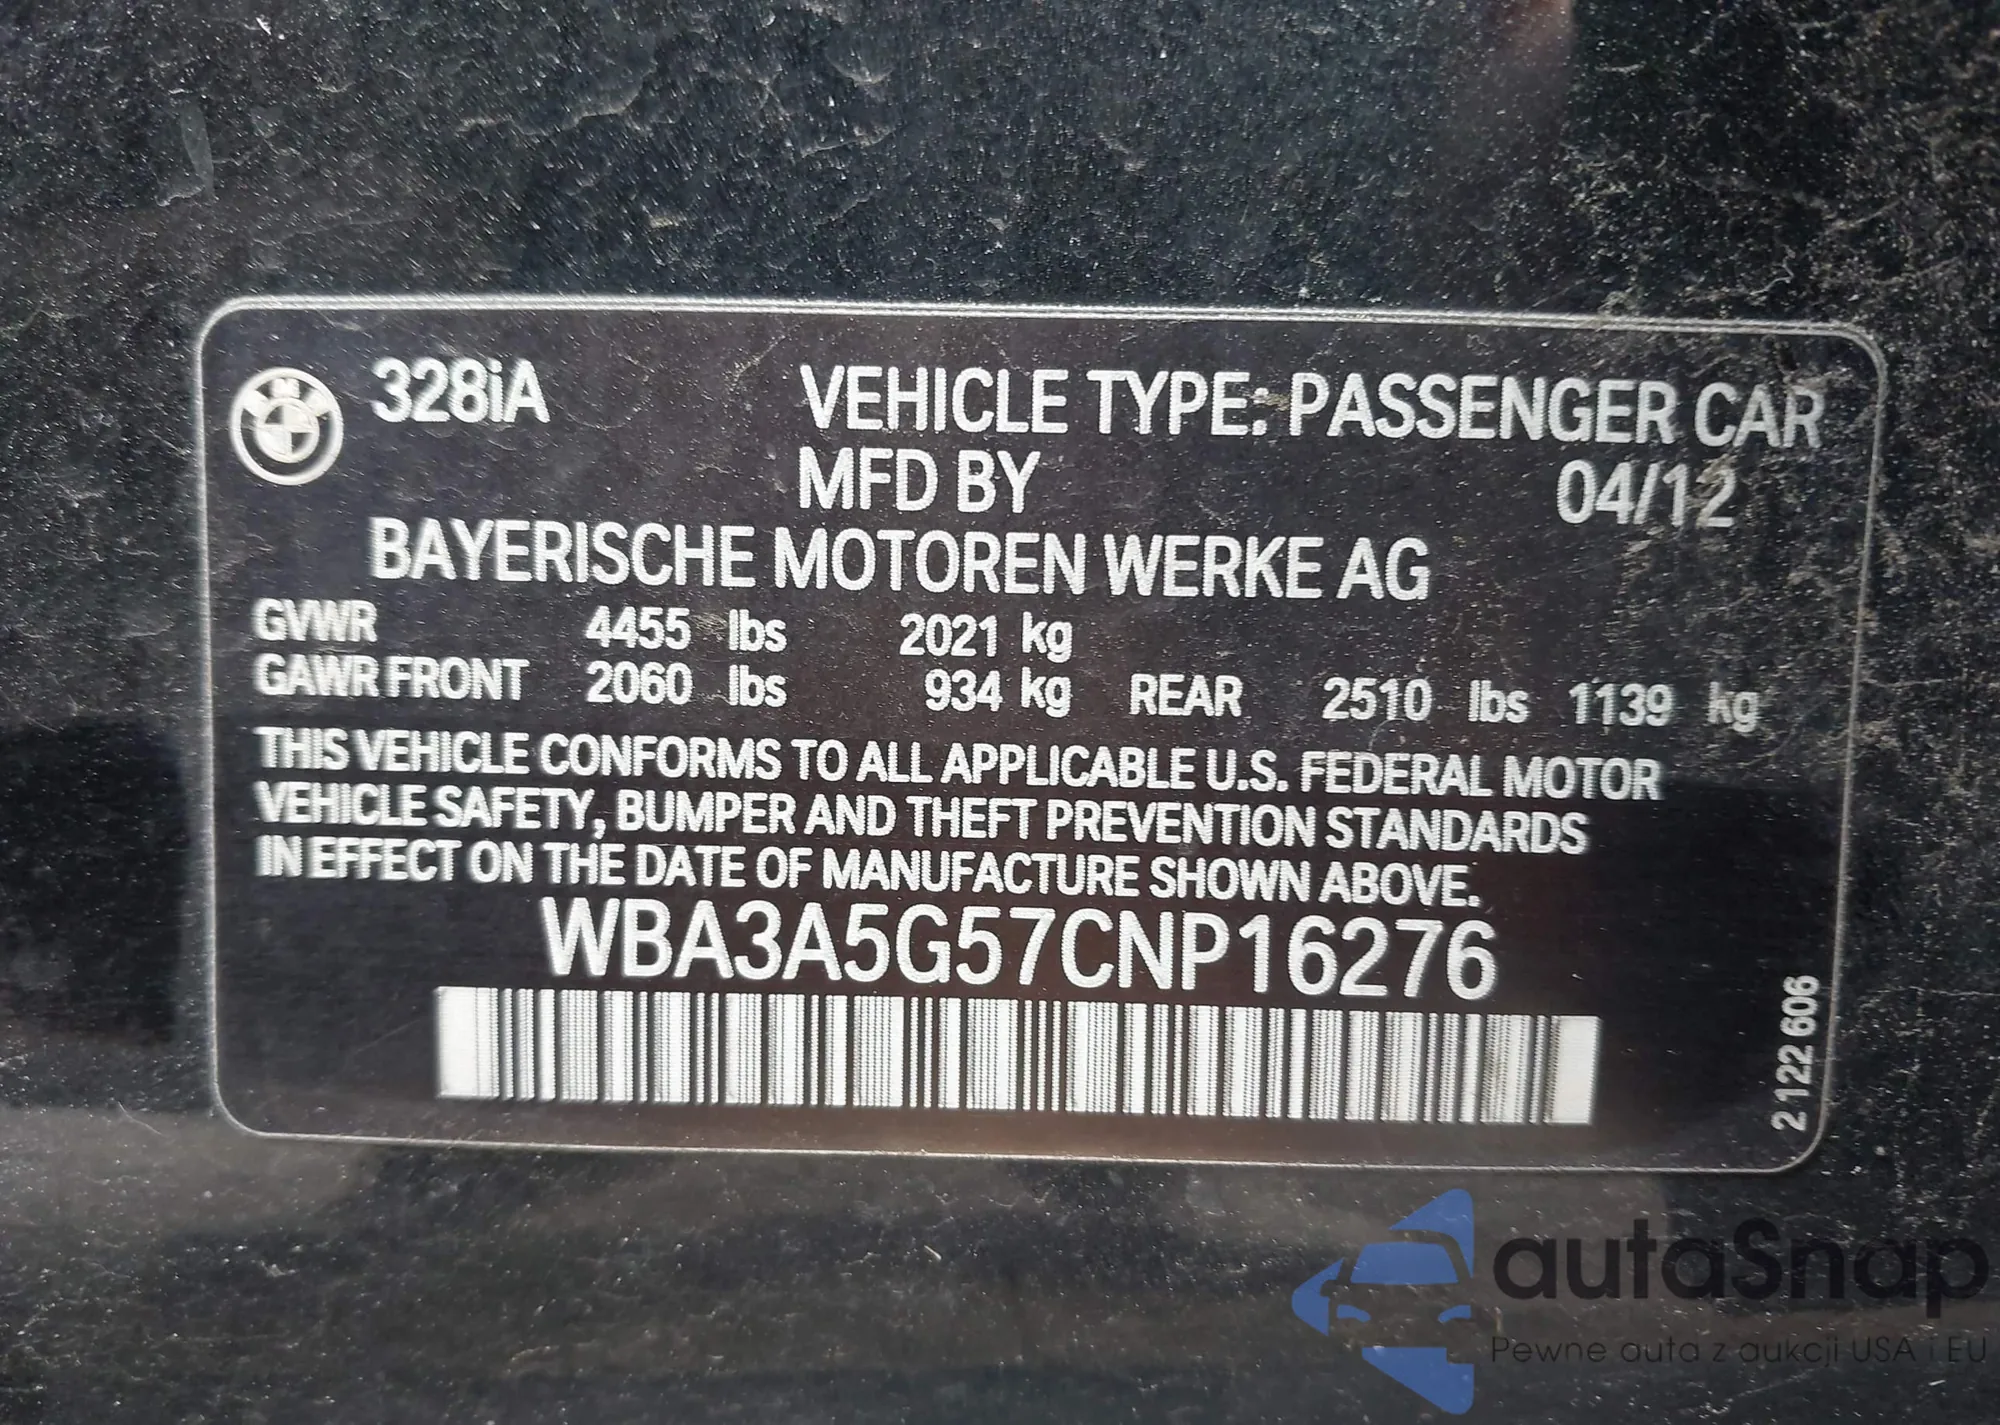 328iA VEHICLE TYPE: PASSENGER CAR
MFD BY 04/12
BAYERISCHE MOTOREN WERKE AG
GVWR 4455 lbs 2021 kg
GAWR FRONT 2060 lbs 934 kg REAR 2510 lbs 1139 kg
THIS VEHICLE CONFORMS TO ALL APPLICABLE U.S. FEDERAL MOTOR
VEHICLE SAFETY, BUMPER AND THEFT PREVENTION STANDARDS
IN EFFECT ON THE DATE OF MANUFACTURE SHOWN ABOVE.
WBA3A5G57CNP16276
2 122 606
autaSnap
Pewne auta z aukcji USA i EU